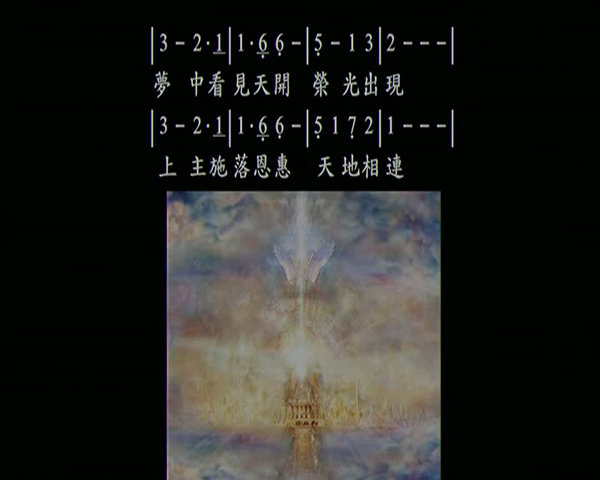 |3 – 2·1|1·6̣ 6̣ –|5̣ – 1 3|2 – – –|
夢中看見天開 榮光出現
|3 – 2·1|1·6̣ 6̣ –|5̣ 1 7̣ 2|1 – – –|
上主施落恩惠 天地相連